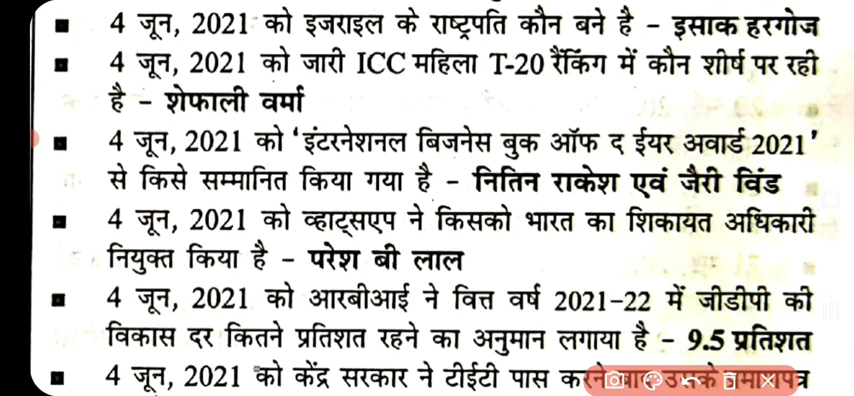 ▪ 4 जून, 2021 को इजराइल के राष्ट्रपति कौन बने है – इसाक हरगोज
▪ 4 जून, 2021 को जारी ICC महिला T-20 रैंकिंग में कौन शीर्ष पर रही
है – शेफाली वर्मा
▪ 4 जून, 2021 को 'इंटरनेशनल बिजनेस बुक ऑफ द ईयर अवार्ड 2021'
से किसे सम्मानित किया गया है – नितिन राकेश एवं जैरी विंड
▪ 4 जून, 2021 को व्हाट्सएप ने किसको भारत का शिकायत अधिकारी
नियुक्त किया है – परेश बी लाल
▪ 4 जून, 2021 को आरबीआई ने वित्त वर्ष 2021-22 में जीडीपी की
विकास दर कितने प्रतिशत रहने का अनुमान लगाया है – 9.5 प्रतिशत
▪ 4 जून, 2021 को केंद्र सरकार ने टीईटी पास करने